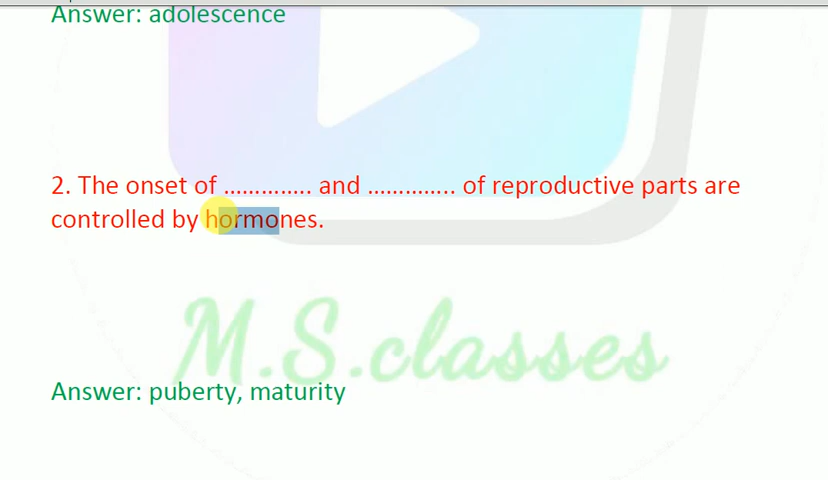 Answer: adolescence
2. The onset of .............. and .............. of reproductive parts are
controlled by hormones.
M.S.classes
Answer: puberty, maturity